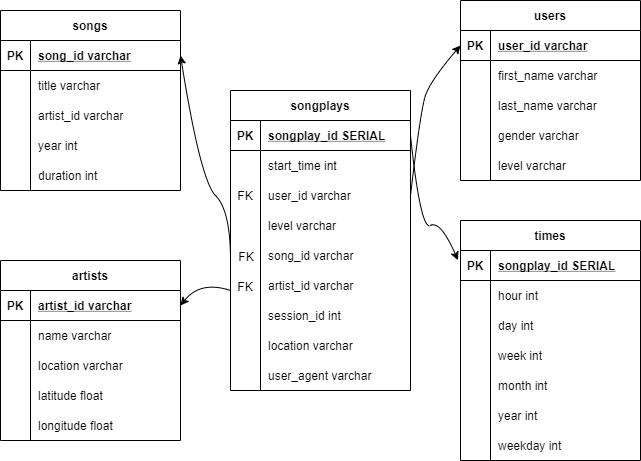 songs
PK song_id varchar
title varchar
artist_id varchar
year int
duration int
artists
PK artist_id varchar
name varchar
location varchar
latitude float
longitude float
songplays
PK songplay_id SERIAL
start_time int
FK user_id varchar
level varchar
FK song_id varchar
FK artist_id varchar
session_id int
location varchar
user_agent varchar
users
PK user_id varchar
first_name varchar
last_name varchar
gender varchar
level varchar
times
PK songplay_id SERIAL
hour int
day int
week int
month int
year int
weekday int